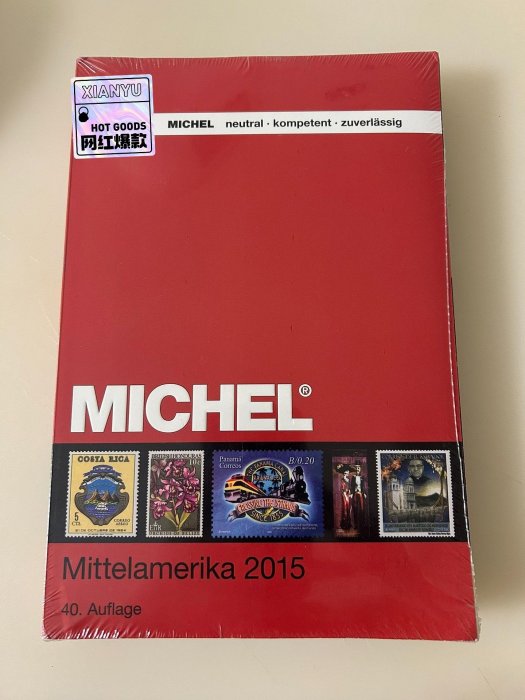 XIANYU
HOT GOODS
网红爆款
MICHEL neutral · kompetent · zuverlässig
MICHEL®
COSTA RICA
5
CTS
CORREO
AEREO
Panamá
Correos
B/.0.20
Mittelamerika 2015
40. Auflage